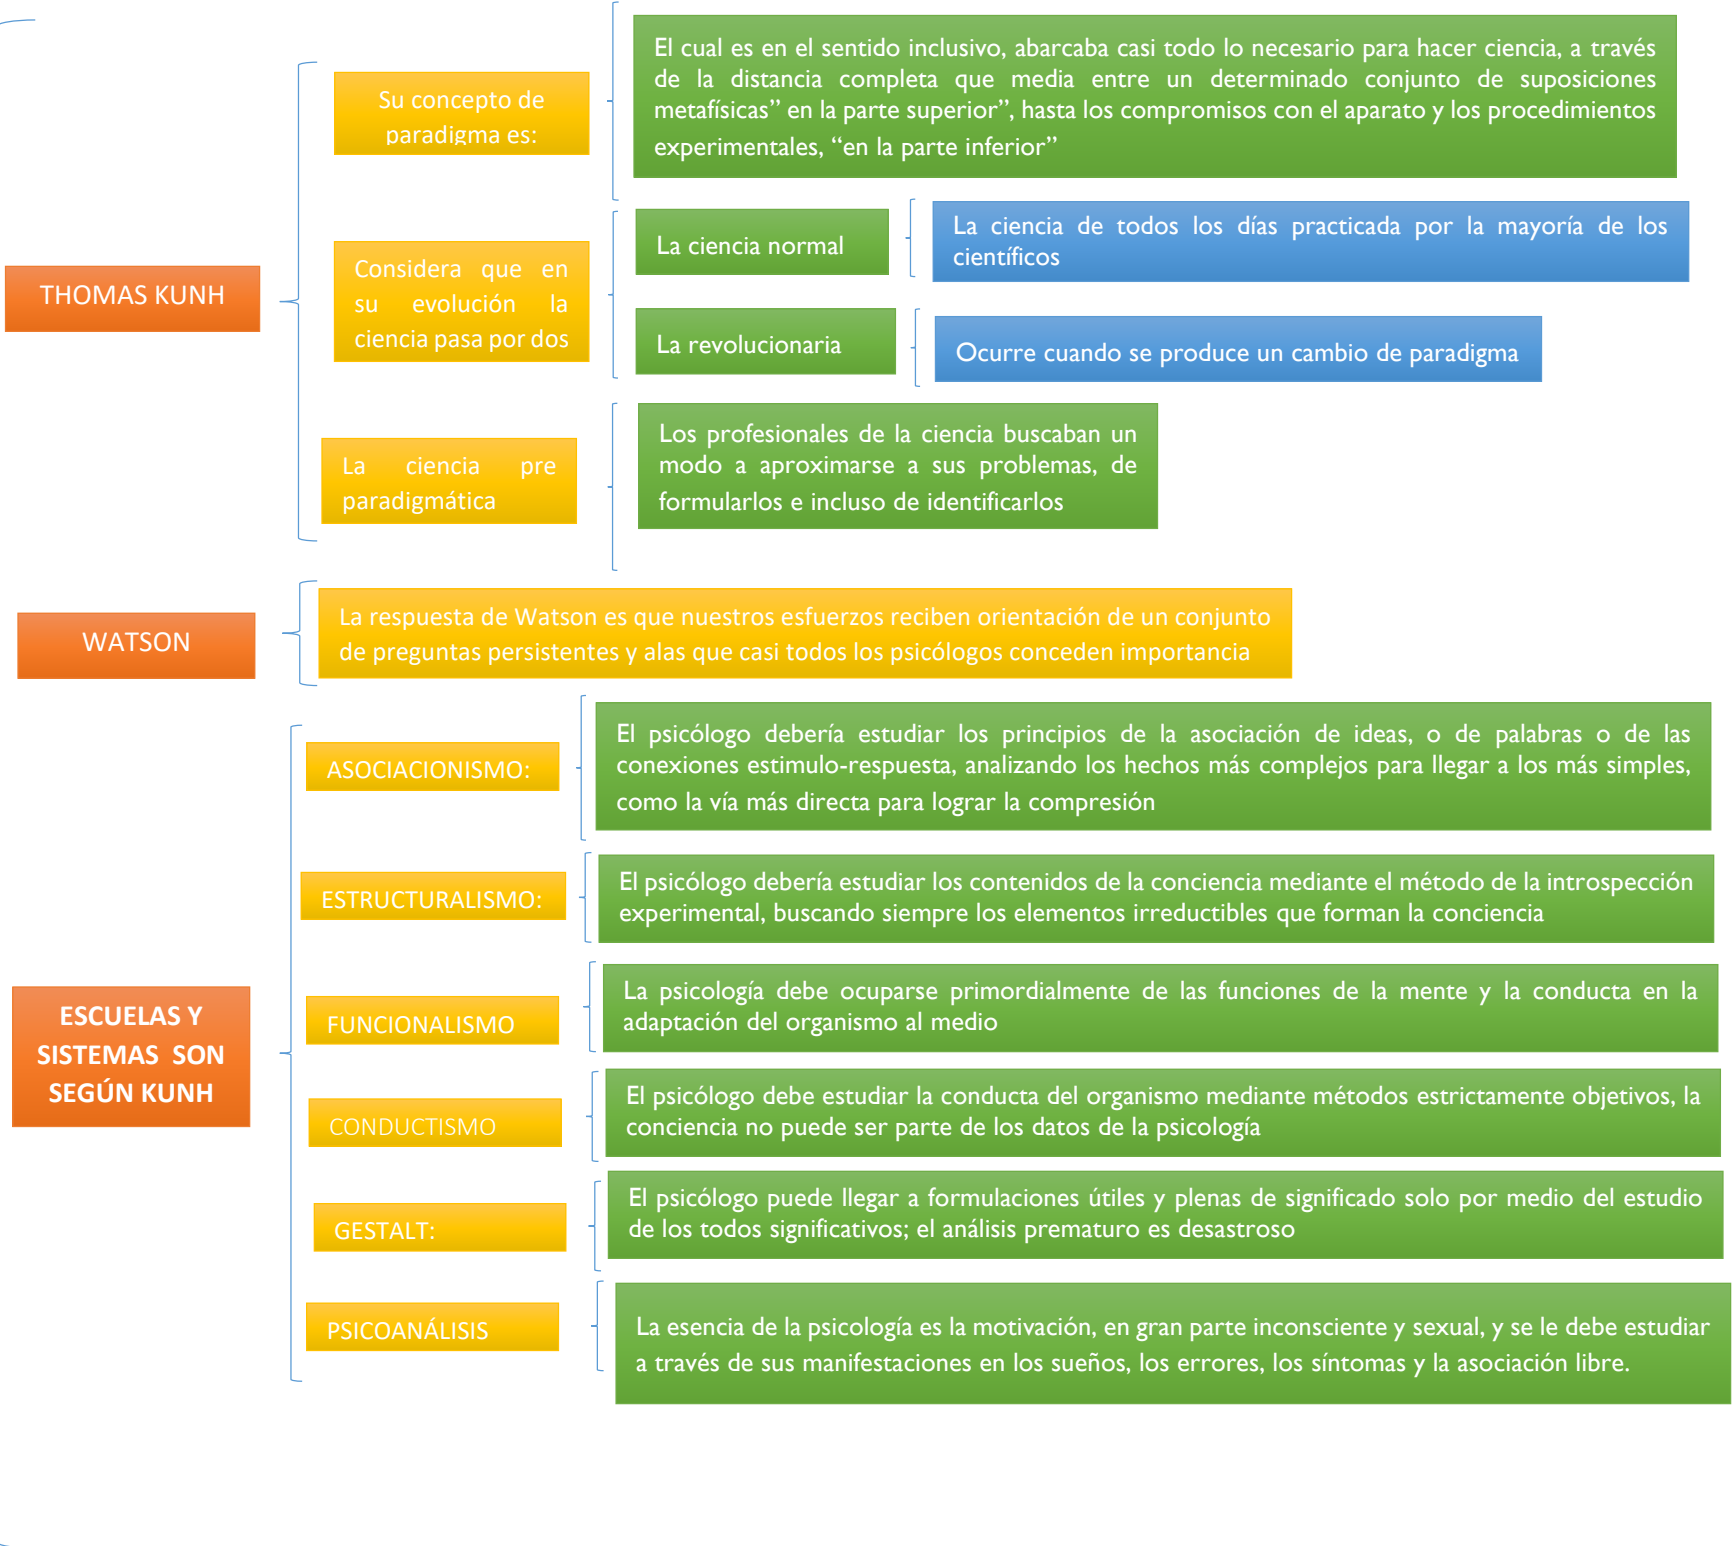 THOMAS KUNH
Su concepto de
paradigma es:
El cual es en el sentido inclusivo, abarcaba casi todo lo necesario para hacer ciencia, a través
de la distancia completa que media entre un determinado conjunto de suposiciones
metafísicas” en la parte superior”, hasta los compromisos con el aparato y los procedimientos
experimentales, “en la parte inferior”
Considera que en
su evolución la
ciencia pasa por dos
La ciencia normal
La ciencia de todos los días practicada por la mayoría de los
científicos
La revolucionaria
Ocurre cuando se produce un cambio de paradigma
La ciencia pre
paradigmática
Los profesionales de la ciencia buscaban un
modo a aproximarse a sus problemas, de
formularlos e incluso de identificarlos
WATSON
La respuesta de Watson es que nuestros esfuerzos reciben orientación de un conjunto
de preguntas persistentes y alas que casi todos los psicólogos conceden importancia
ESCUELAS Y
SISTEMAS SON
SEGÚN KUNH
ASOCIACIONISMO:
El psicólogo debería estudiar los principios de la asociación de ideas, o de palabras o de las
conexiones estimulo-respuesta, analizando los hechos más complejos para llegar a los más simples,
como la vía más directa para lograr la compresión
ESTRUCTURALISMO:
El psicólogo debería estudiar los contenidos de la conciencia mediante el método de la introspección
experimental, buscando siempre los elementos irreductibles que forman la conciencia
FUNCIONALISMO
La psicología debe ocuparse primordialmente de las funciones de la mente y la conducta en la
adaptación del organismo al medio
CONDUCTISMO
El psicólogo debe estudiar la conducta del organismo mediante métodos estrictamente objetivos, la
conciencia no puede ser parte de los datos de la psicología
GESTALT:
El psicólogo puede llegar a formulaciones útiles y plenas de significado solo por medio del estudio
de los todos significativos; el análisis prematuro es desastroso
PSICOANÁLISIS
La esencia de la psicología es la motivación, en gran parte inconsciente y sexual, y se le debe estudiar
a través de sus manifestaciones en los sueños, los errores, los síntomas y la asociación libre.